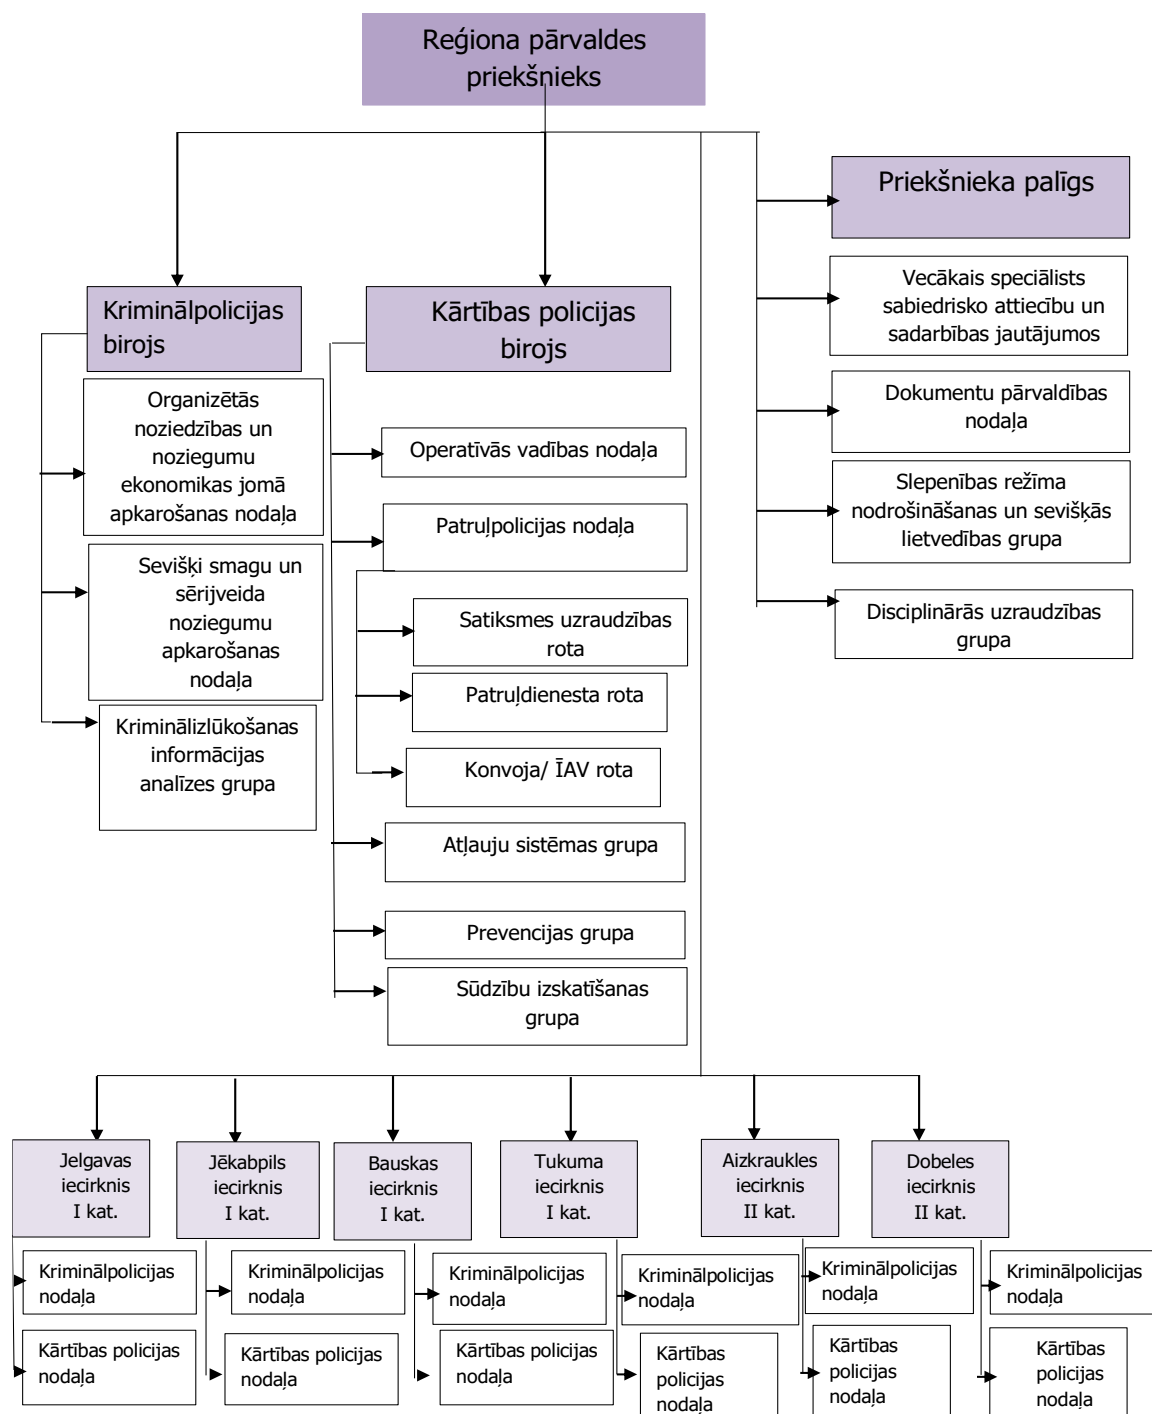 Reģiona pārvaldes
priekšnieks
Priekšnieka palīgs
Vecākais speciālists
sabiedrisko attiecību un
sadarbības jautājumos
Dokumentu pārvaldības
nodaļa
Slepenības režīma
nodrošināšanas un sevišķās
lietvedības grupa
Disciplinārās uzraudzības
grupa
Kriminālpolicijas
birojs
Organizētās
noziedzības un
noziegumu
ekonomikas jomā
apkarošanas nodaļa
Sevišķi smagu un
sērijveida
noziegumu
apkarošanas
nodaļa
Kriminālizlūkošanas
informācijas
analīzes grupa
Kārtības policijas
birojs
Operatīvās vadības nodaļa
Patruļpolicijas nodaļa
Satiksmes uzraudzības
rota
Patruļdienesta rota
Konvoja/ ĪAV rota
Atļauju sistēmas grupa
Prevencijas grupa
Sūdzību izskatīšanas
grupa
Jelgavas
iecirknis
I kat.
Kriminālpolicijas
nodaļa
Kārtības policijas
nodaļa
Jēkabpils
iecirknis
I kat.
Kriminālpolicijas
nodaļa
Kārtības policijas
nodaļa
Bauskas
iecirknis
I kat.
Kriminālpolicijas
nodaļa
Kārtības policijas
nodaļa
Tukuma
iecirknis
I kat.
Kriminālpolicijas
nodaļa
Kārtības
policijas
nodaļa
Aizkraukles
iecirknis
II kat.
Kriminālpolicijas
nodaļa
Kārtības
policijas
nodaļa
Dobeles
iecirknis
II kat.
Kriminālpolicijas
nodaļa
Kārtības
policijas
nodaļa